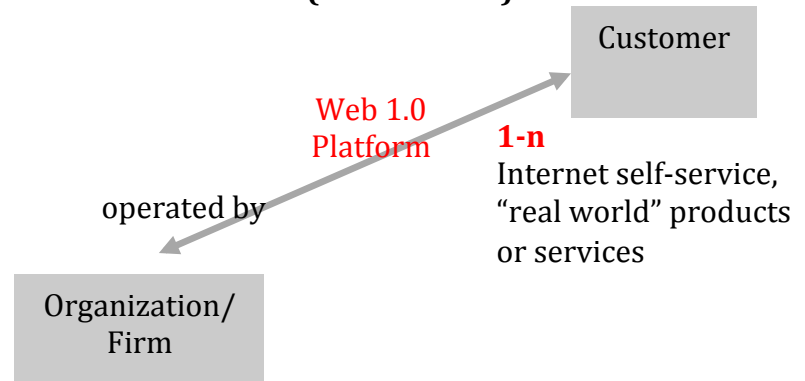 Customer
Web 1.0
Platform
1-n
Internet self-service,
“real world” products
or services
operated by
Organization/
Firm